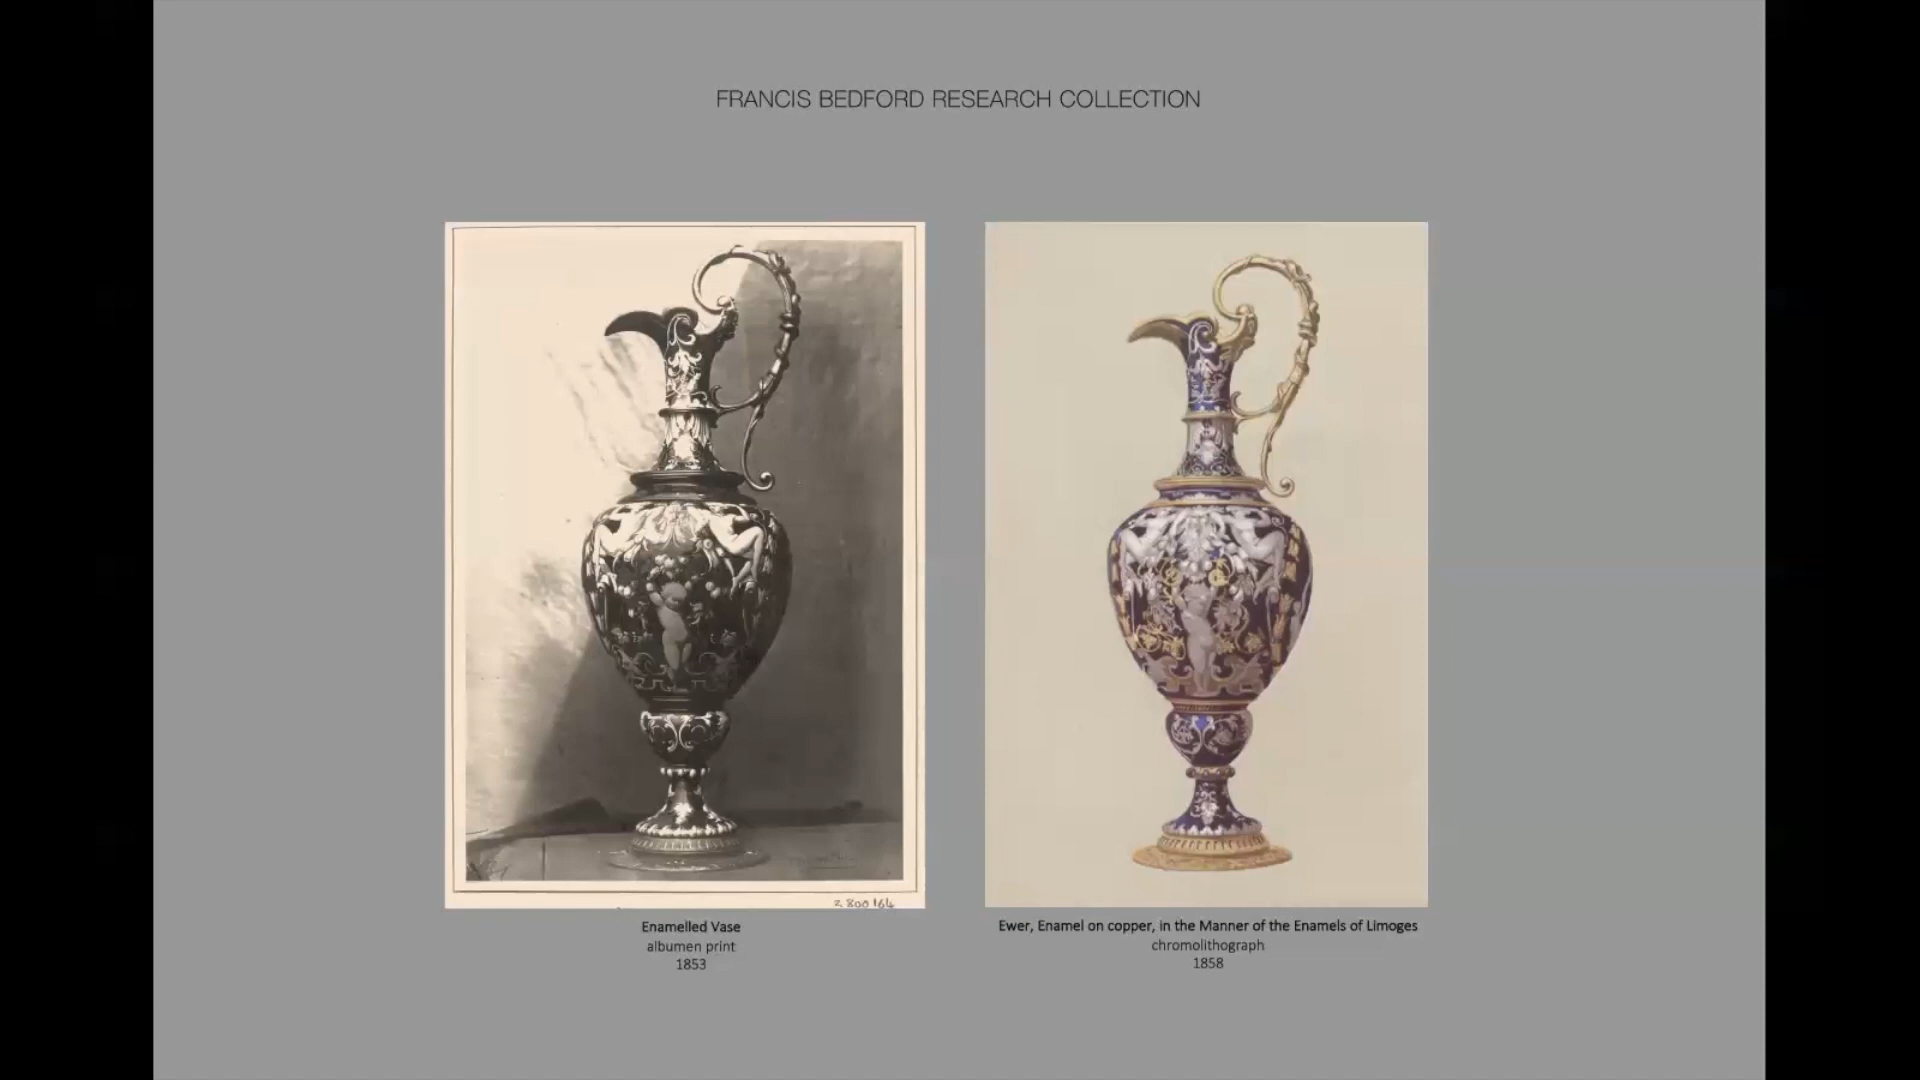 FRANCIS BEDFORD RESEARCH COLLECTION
2800164
Enamelled Vase
albumen print
1853
Ewer, Enamel on copper, in the Manner of the Enamels of Limoges
chromolithograph
1858